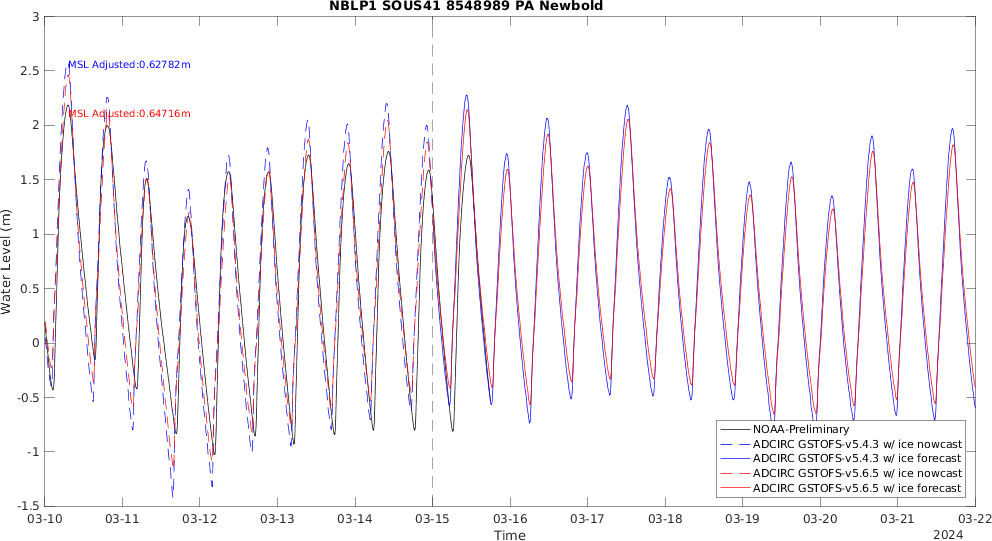 NBLP1 SOUS41 8548989 PA Newbold
3
2.5
2
1.5
1
0.5
0
-0.5
-1
-1.5
Water Level (m)
MSL Adjusted:0.62782m
MSL Adjusted:0.64716m
NOAA-Preliminary
ADCIRC GSTOFS-v5.4.3 w/ ice nowcast
ADCIRC GSTOFS-v5.4.3 w/ ice forecast
ADCIRC GSTOFS-v5.6.5 w/ ice nowcast
ADCIRC GSTOFS-v5.6.5 w/ ice forecast
03-10 03-11 03-12 03-13 03-14 03-15 03-16 03-17 03-18 03-19 03-20 03-21 03-22
Time
2024